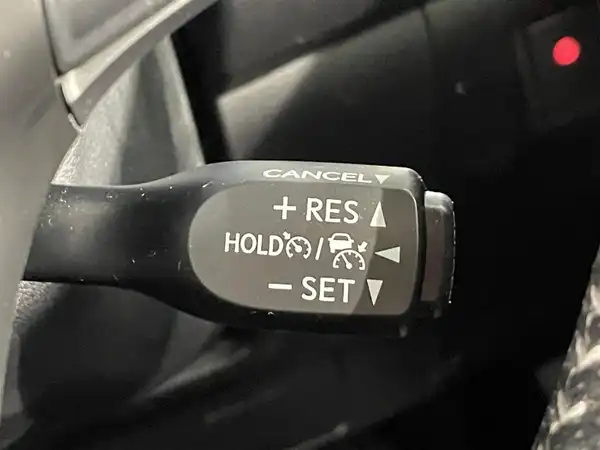 CANCEL
+ RES
HOLD /
− SET